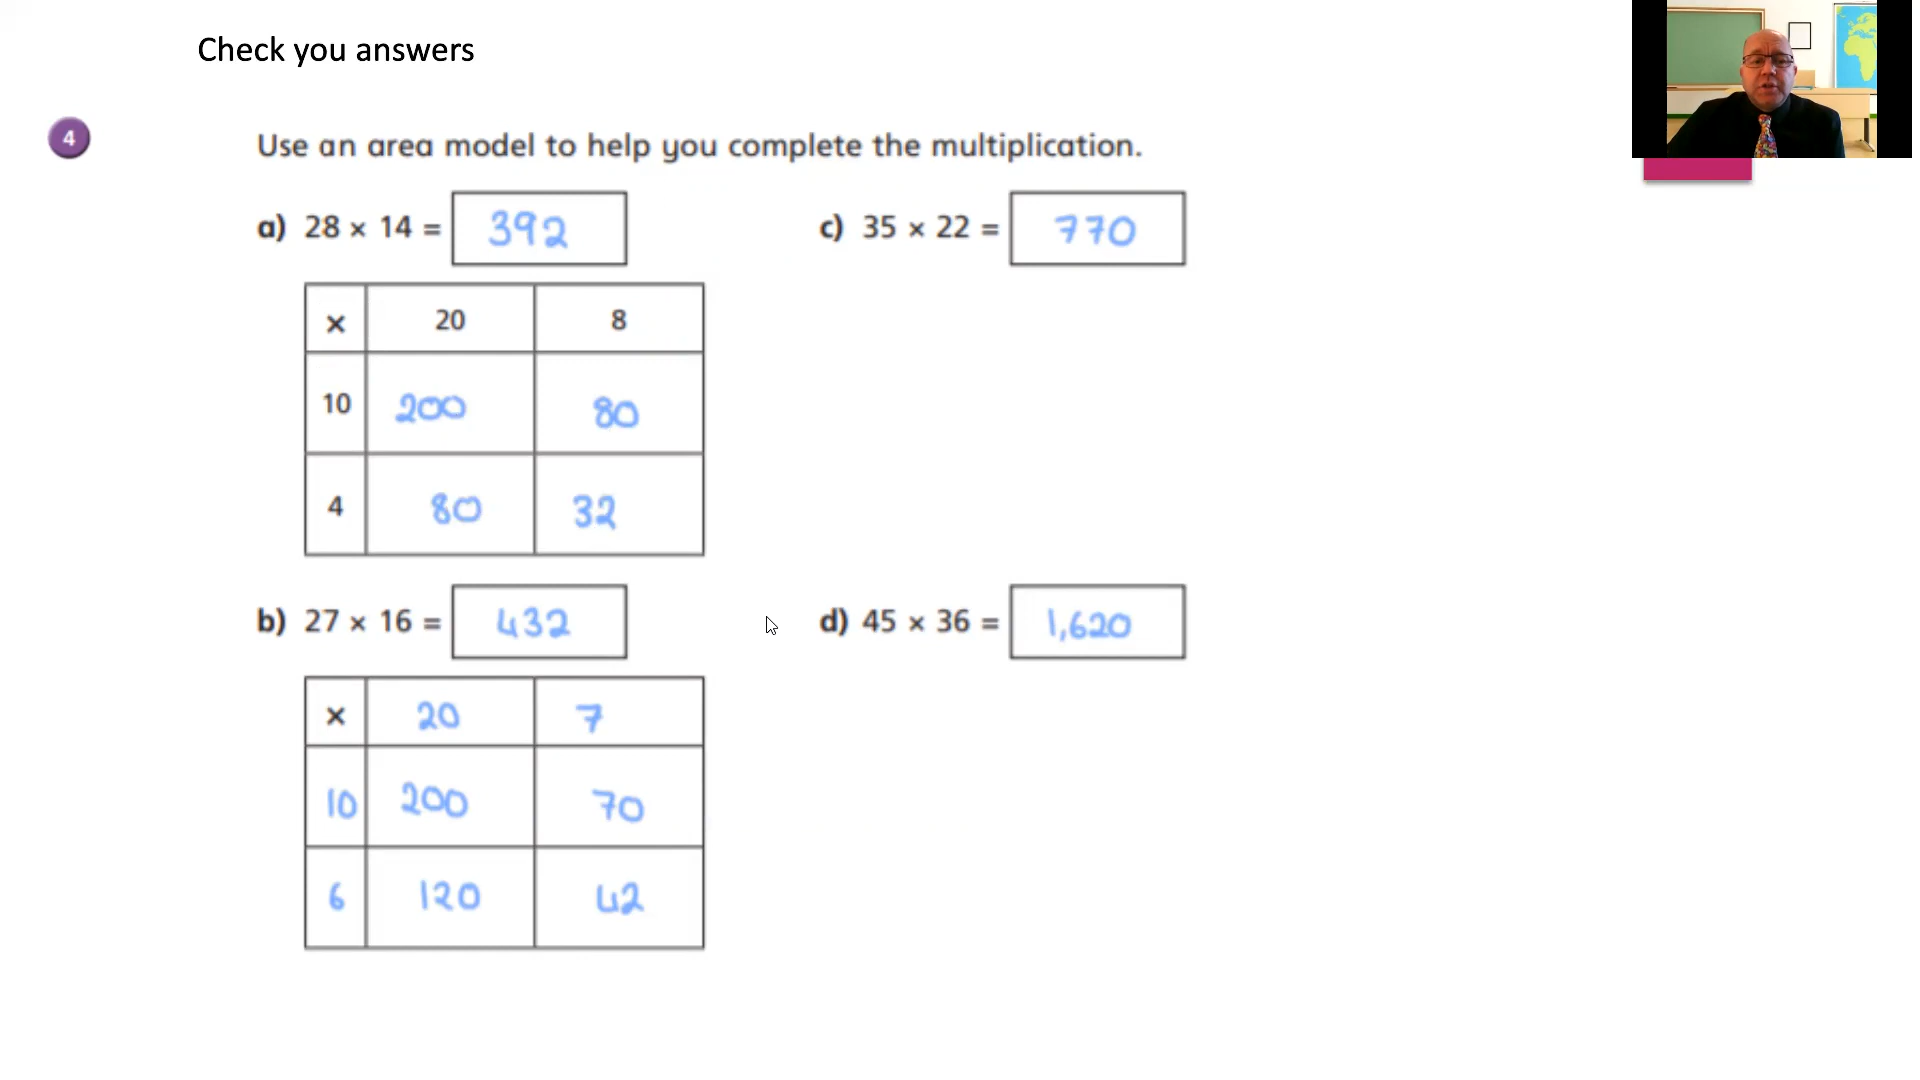 Check you answers
4
Use an area model to help you complete the multiplication.
a) 28 × 14 = 392
× 20 8
10 200 80
4 80 32
b) 27 × 16 = 432
× 20 7
10 200 70
6 120 42
c) 35 × 22 = 770
d) 45 × 36 = 1,620